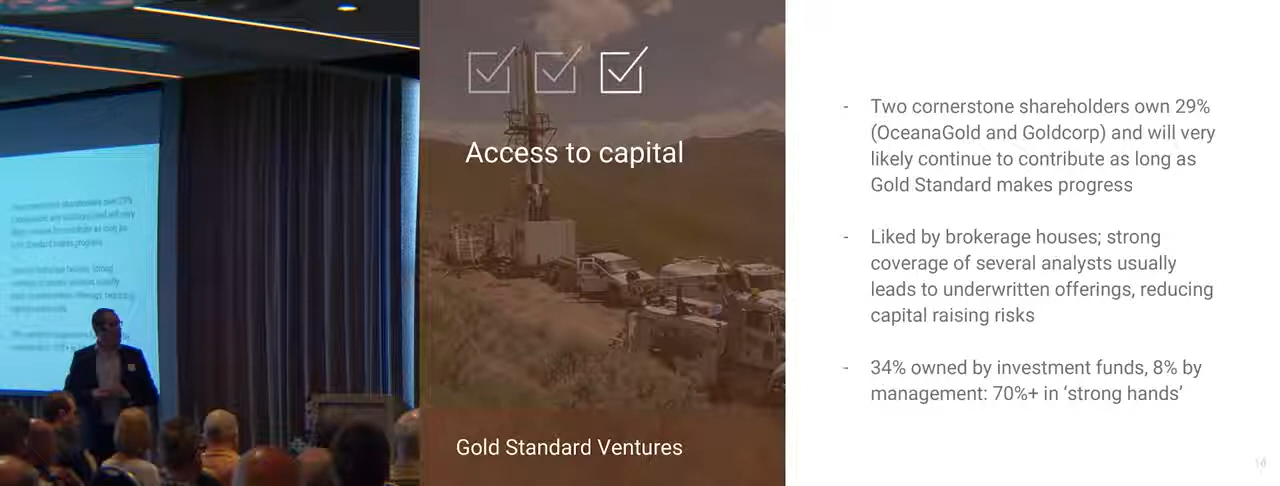 Access to capital
Gold Standard Ventures
- Two cornerstone shareholders own 29%
(OceanaGold and Goldcorp) and will very
likely continue to contribute as long as
Gold Standard makes progress
- Liked by brokerage houses; strong
coverage of several analysts usually
leads to underwritten offerings, reducing
capital raising risks
- 34% owned by investment funds, 8% by
management: 70%+ in ‘strong hands’